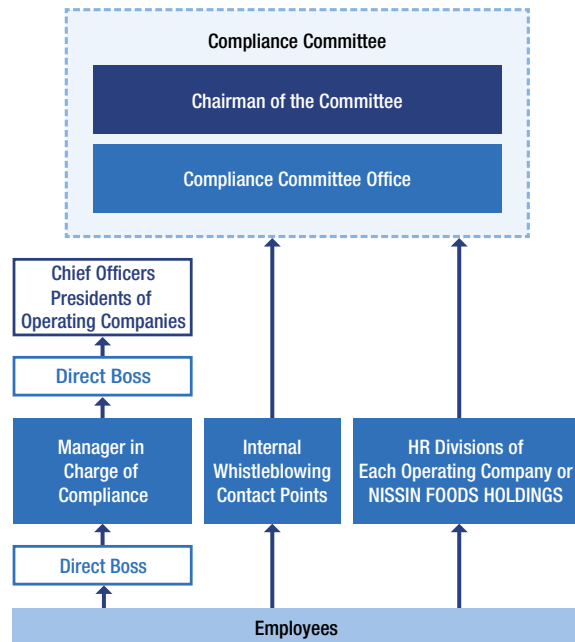 Compliance Committee
Chairman of the Committee
Compliance Committee Office
Chief Officers
Presidents of
Operating Companies
Direct Boss
Manager in
Charge of
Compliance
Internal
Whistleblowing
Contact Points
HR Divisions of
Each Operating Company or
NISSIN FOODS HOLDINGS
Direct Boss
Employees